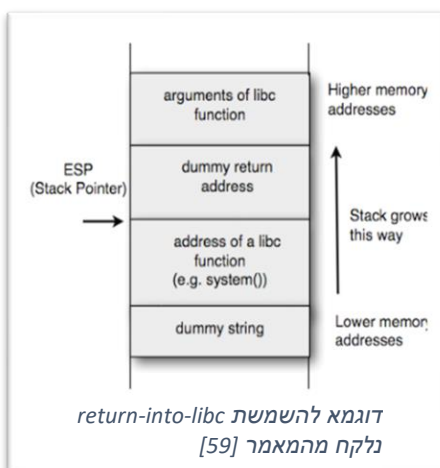 arguments of libc
function
Higher memory
addresses
ESP
(Stack Pointer)
dummy return
address
Stack grows
this way
address of a libc
function
(e.g. system())
dummy string
Lower memory
addresses
דוגמא להשמשת return-into-libc
נלקח מהמאמר [59]